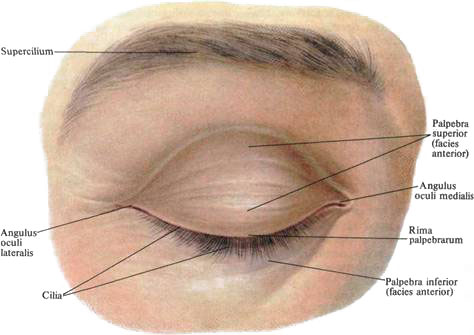 Supercilium
Palpebra
superior
(facies
anterior)
Angulus
oculi medialis
Angulus
oculi
lateralis
Rima
palpebrarum
Cilia
Palpebra inferior
(facies anterior)